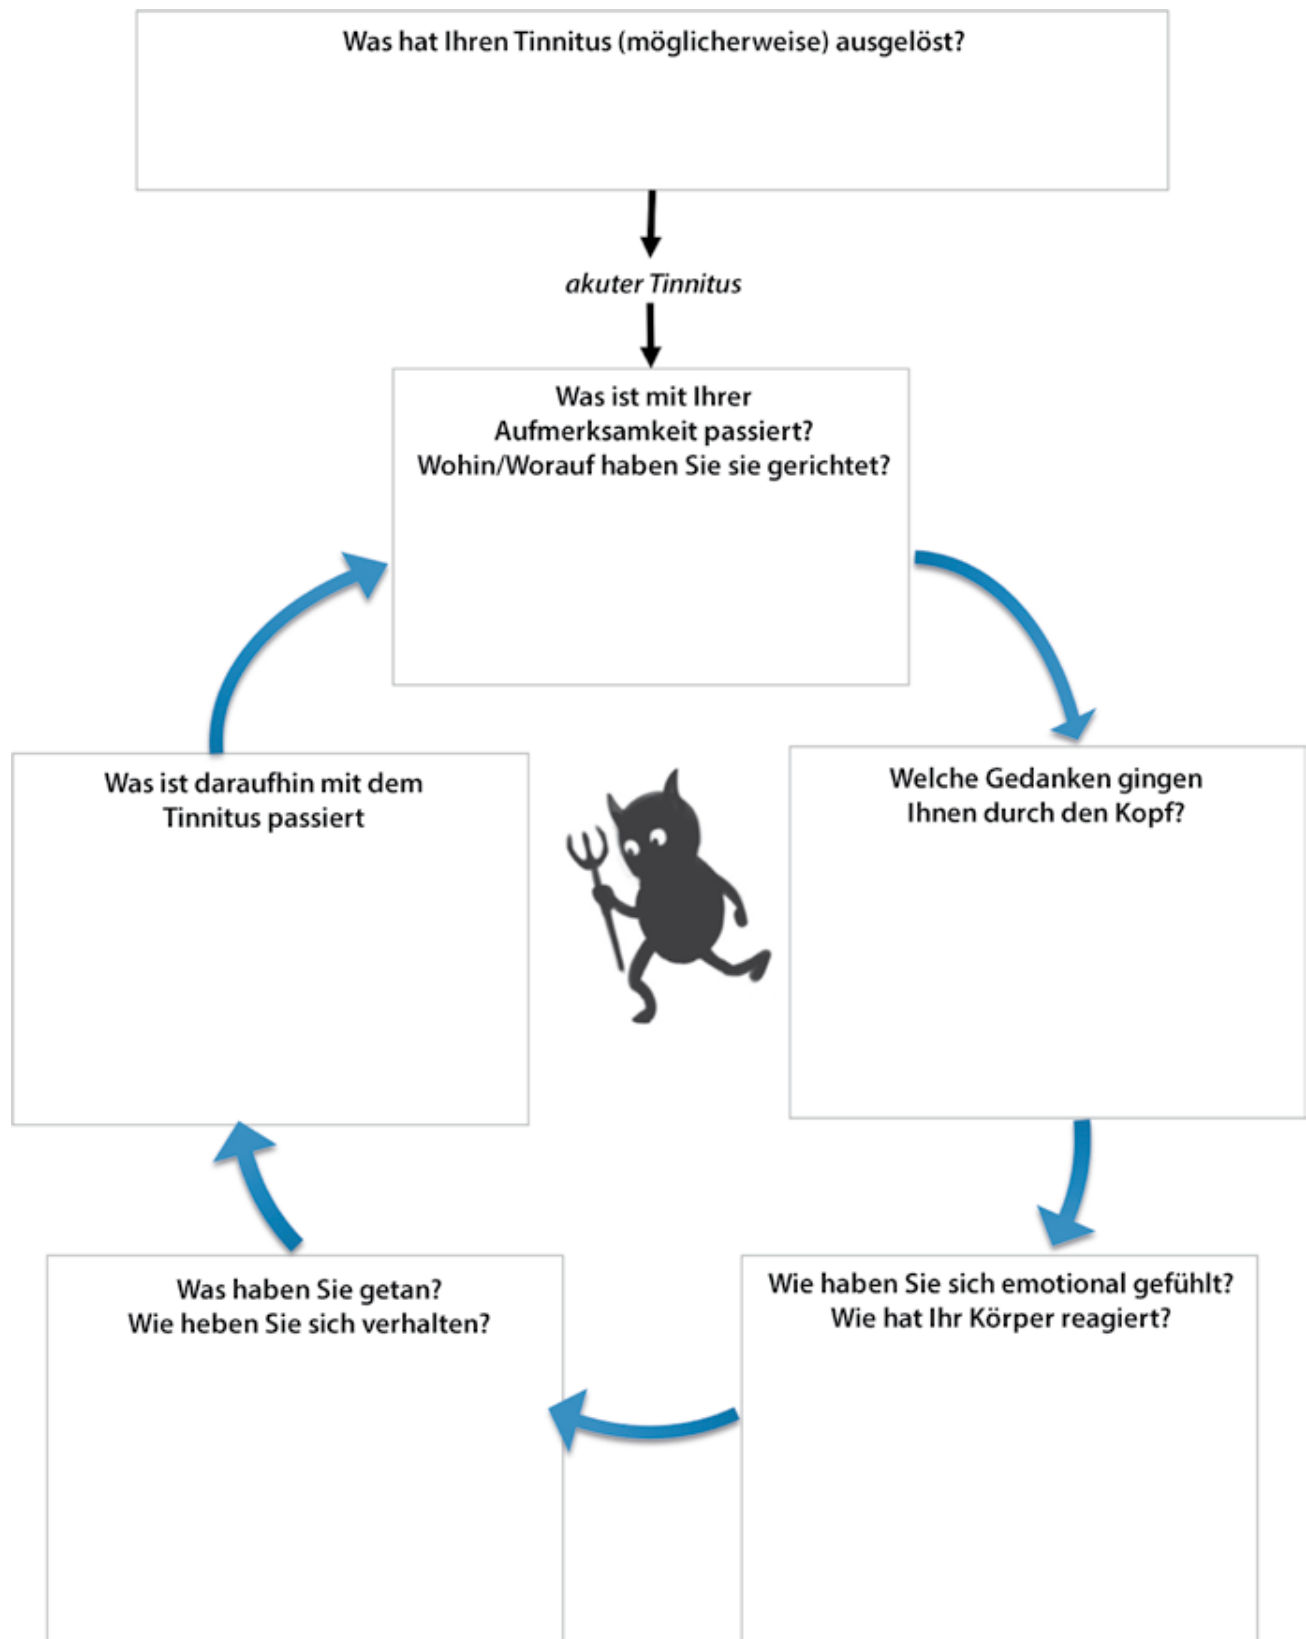 Was hat Ihren Tinnitus (möglicherweise) ausgelöst?
akuter Tinnitus
Was ist mit Ihrer
Aufmerksamkeit passiert?
Wohin/Worauf haben Sie sie gerichtet?
Welche Gedanken gingen
Ihnen durch den Kopf?
Wie haben Sie sich emotional gefühlt?
Wie hat Ihr Körper reagiert?
Was haben Sie getan?
Wie heben Sie sich verhalten?
Was ist daraufhin mit dem
Tinnitus passiert